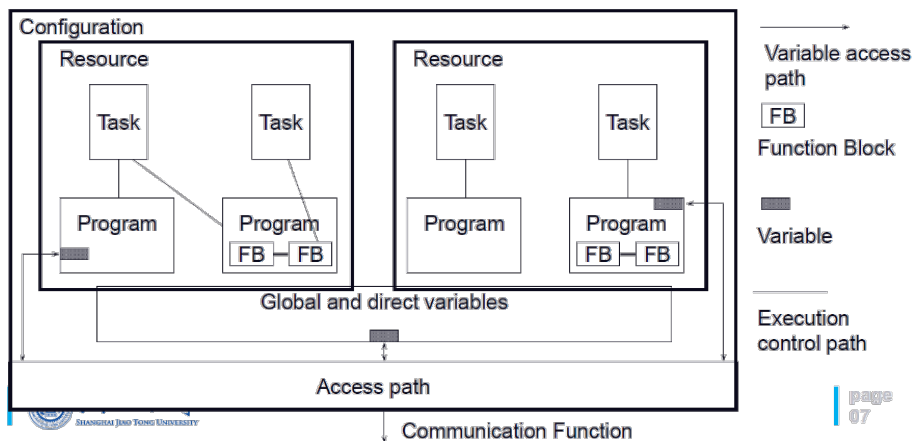 Configuration
Resource
Resource
Variable access
path
Task
Task
Task
Task
FB
Function Block
Program
Program
Program
Program
FB
FB
FB
FB
Variable
Global and direct variables
Execution
control path
Access path
SHANGHAI JIAO TONG UNIVERSITY
page
07
Communication Function